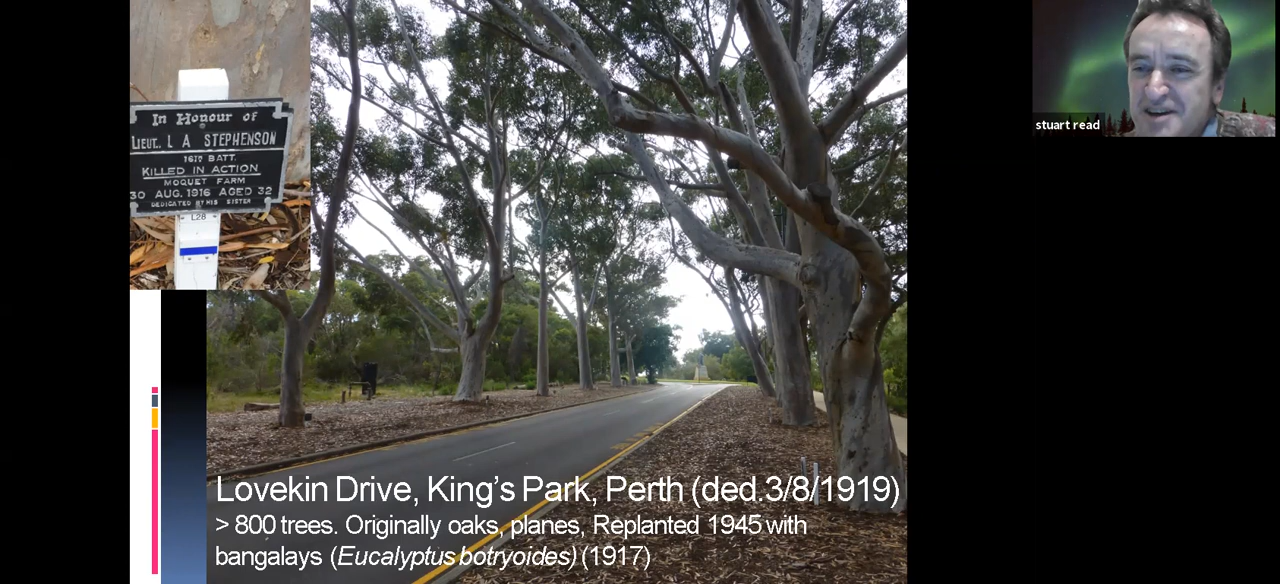 In Honour of
LIEUT. L A STEPHENSON
16TH BATT.
KILLED IN ACTION
MOQUET FARM
30 AUG. 1916 AGED 32
DEDICATED BY HIS SISTER
L28
stuart read
Lovekin Drive, King's Park, Perth (ded.3/8/1919)
> 800 trees. Originally oaks, planes, Replanted 1945 with
bangalays (Eucalyptus botryoides) (1917)